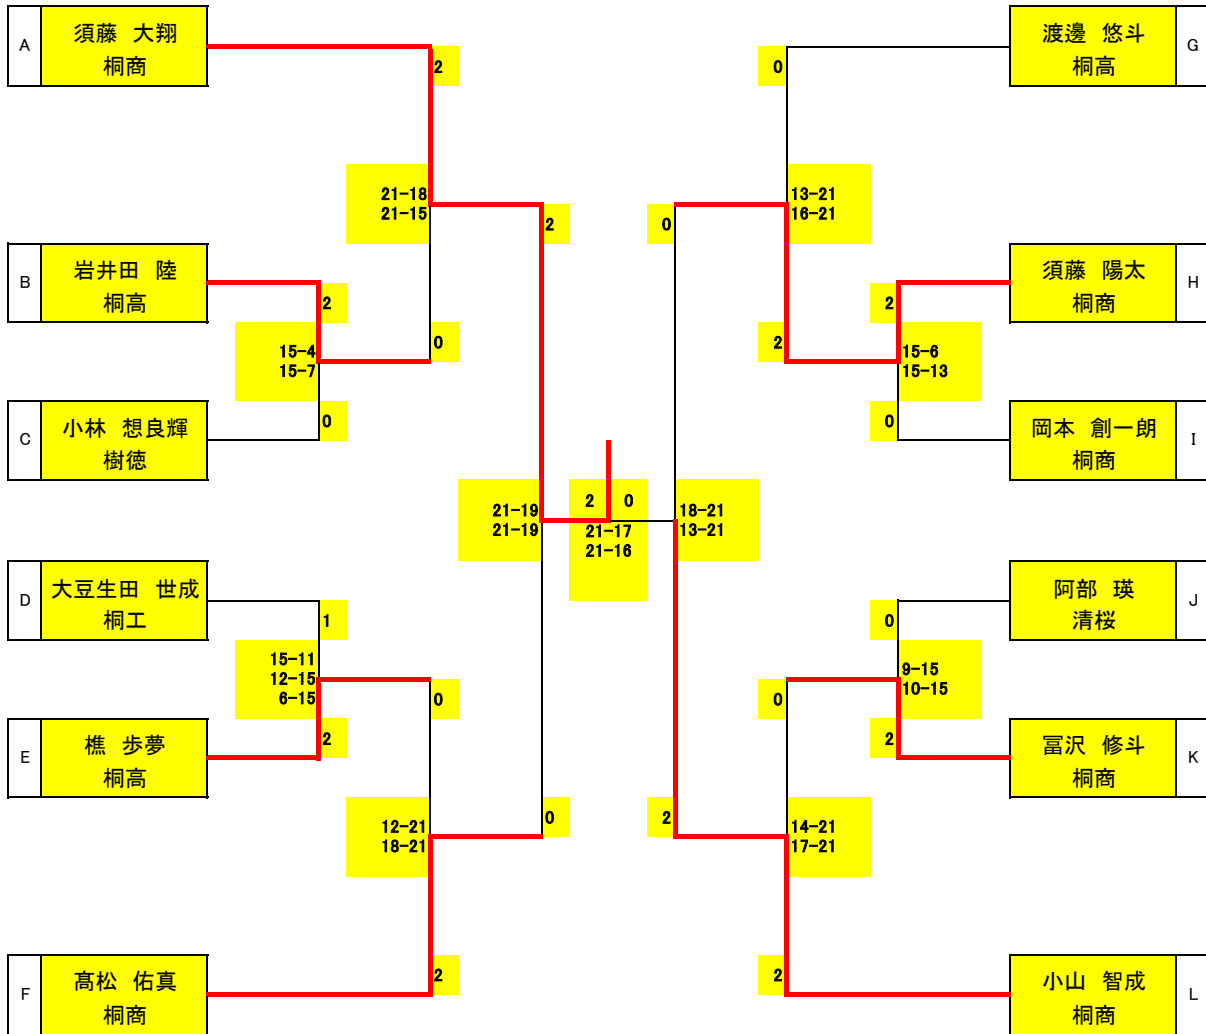 A
須藤　大翔
桐商
2
21-18
21-15
2
B
岩井田　陸
桐高
2
15-4
15-7
0
C
小林　想良輝
樹徳
0
21-19
21-19
D
大豆生田　世成
桐工
1
15-11
12-15
6-15
0
E
樵　歩夢
桐高
2
12-21
18-21
0
F
髙松　佑真
桐商
2
2 0
21-17
21-16
渡邊　悠斗
桐高
G
0
13-21
16-21
0
須藤　陽太
桐商
H
2
2
15-6
15-13
岡本　創一朗
桐商
I
0
18-21
13-21
阿部　瑛
清桜
J
0
9-15
10-15
0
冨沢　修斗
桐商
K
2
14-21
17-21
2
小山　智成
桐商
L
2